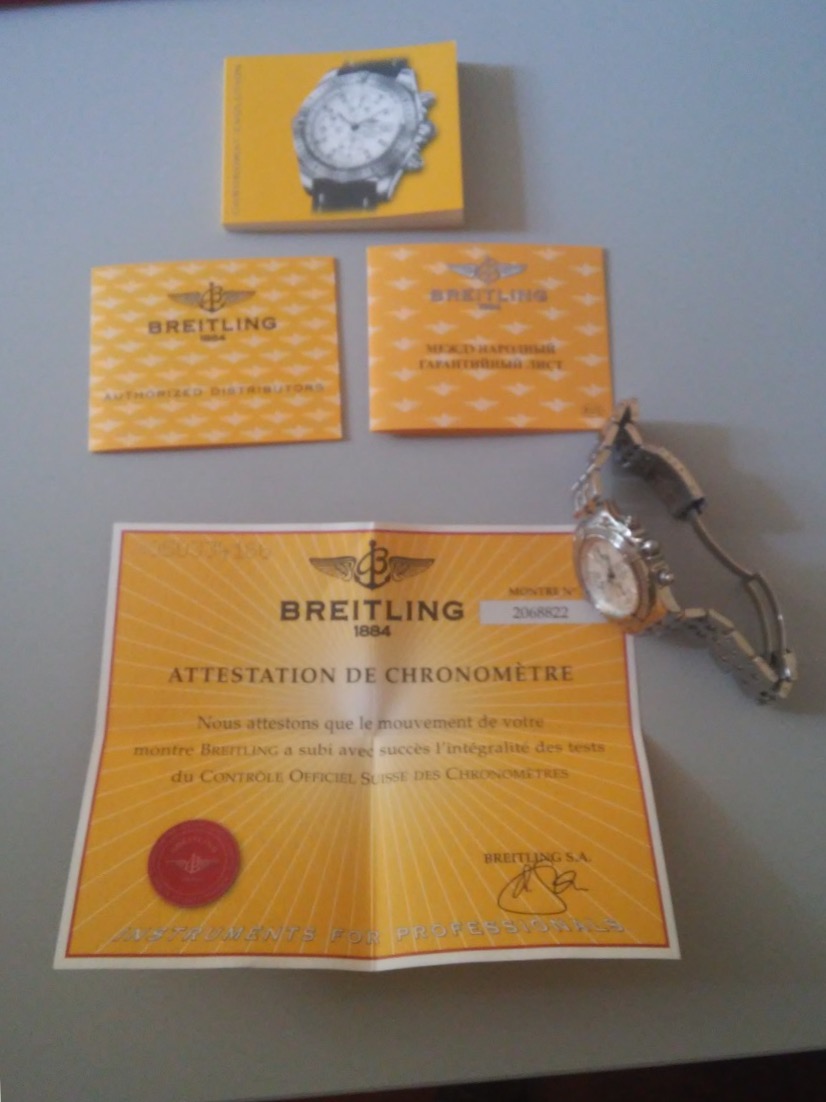 BREITLING
1884
AUTHORIZED DISTRIBUTORS
BREITLING
1884
МЕЖДУНАРОДНЫЙ
ГАРАНТИЙНЫЙ ЛИСТ
BREITLING
1884
MONTRE N°
2068822
ATTESTATION DE CHRONOMÈTRE
Nous attestons que le mouvement de votre
montre BREITLING a subi avec succès l'intégralité des tests
du CONTRÔLE OFFICIEL SUISSE DES CHRONOMÈTRES
BREITLING S.A.
INSTRUMENTS FOR PROFESSIONALS